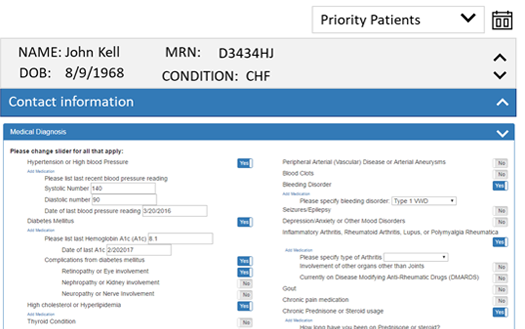 Priority Patients
NAME: John Kell MRN: D3434HJ
DOB: 8/9/1968 CONDITION: CHF
Contact information
Medical Diagnosis
Please change slider for all that apply:
Hypertension or High blood Pressure Yes
Add Medication
Please list last recent blood pressure reading
Systolic Number 140
Diastolic number 90
Date of last blood pressure reading 3/20/2016
Diabetes Mellitus Yes
Add Medication
Please list last Hemoglobin A1c (A1c) 8.1
Date of last A1c 2/202017
Complications from diabetes mellitus Yes
Retinopathy or Eye involvement Yes
Nephropathy or Kidney involvement No
Neuropathy or Nerve Involvement No
High cholesterol or Hyperlipidemia Yes
Add Medication
Thyroid Condition No
Peripheral Arterial (Vascular) Disease or Arterial Aneurysms No
Blood Clots No
Bleeding Disorder Yes
Add Medication
Please specify bleeding disorder: Type 1 VWD
Seizures/Epilepsy No
Depression/Anxiety or Other Mood Disorders No
Inflammatory Arthritis, Rheumatoid Arthritis, Lupus, or Polymyalgia Rheumatica
Yes
Add Medication
Please specify type of Arthritis
Involvement of other organs other than Joints No
Currently on Disease Modifying Anti-Rheumatic Drugs (DMARDS) No
Gout No
Chronic pain medication No
Chronic Prednisone or Steroid usage Yes
Add Medication
How long have you been on Prednisone or steroid?